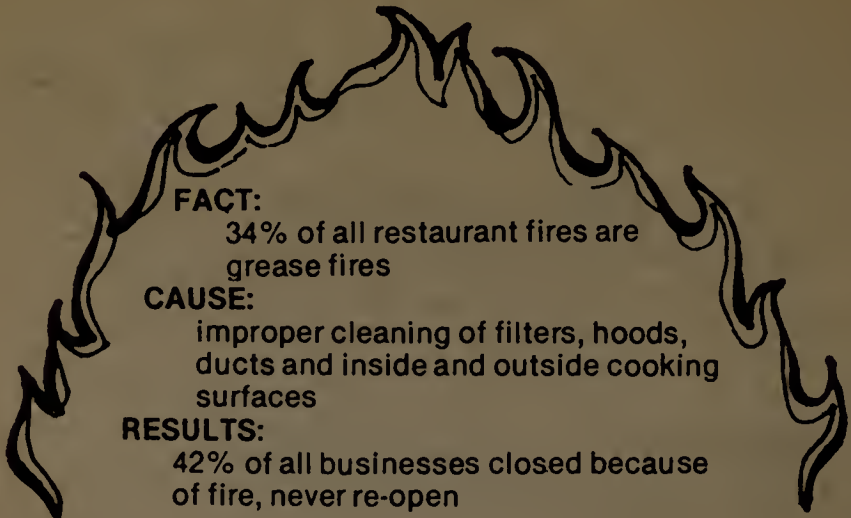 FACT:
34% of all restaurant fires are
grease fires
CAUSE:
improper cleaning of filters, hoods,
ducts and inside and outside cooking
surfaces
RESULTS:
42% of all businesses closed because
of fire, never re-open